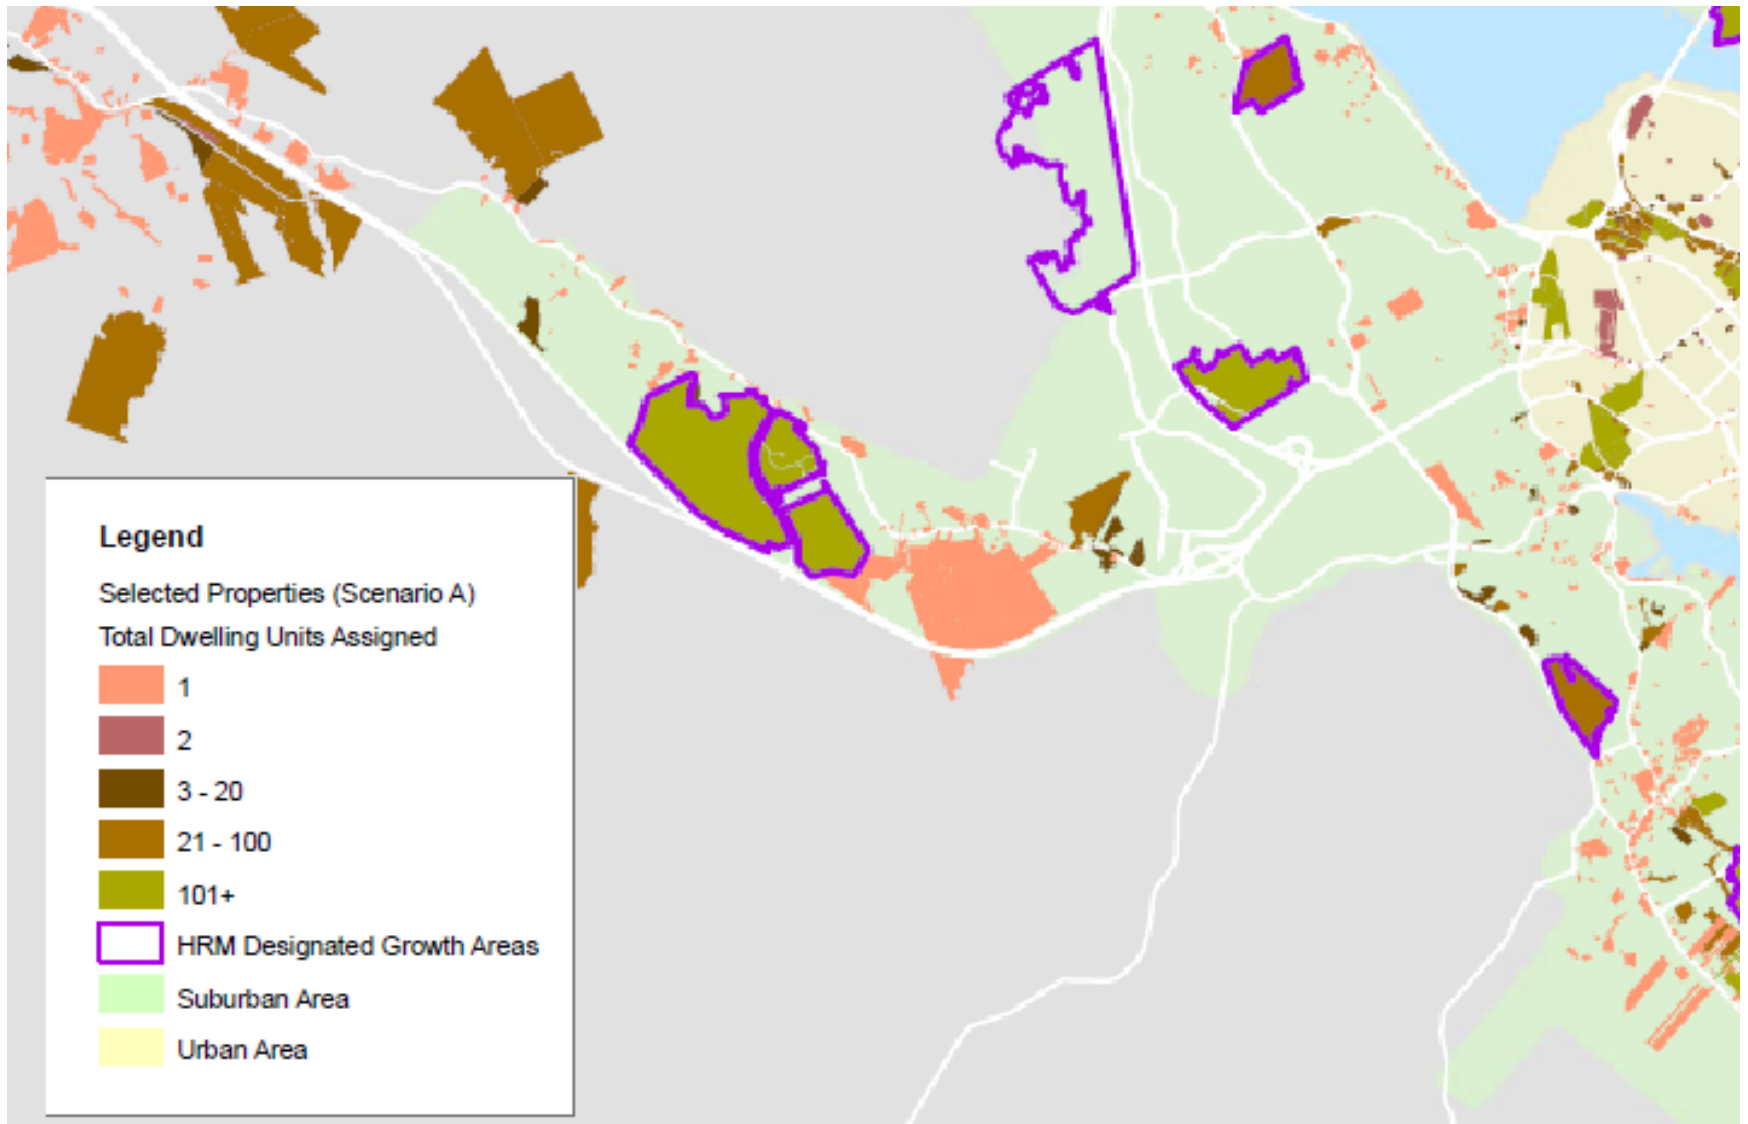 Legend
Selected Properties (Scenario A)
Total Dwelling Units Assigned
1
2
3 - 20
21 - 100
101+
HRM Designated Growth Areas
Suburban Area
Urban Area